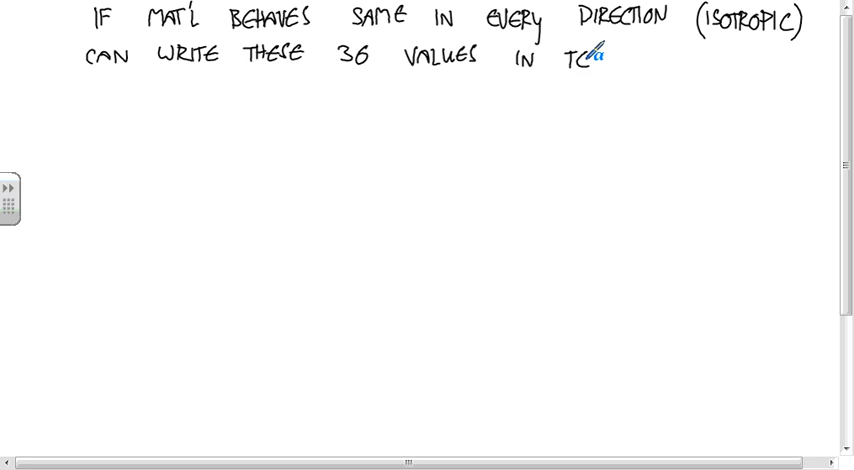 IF MAT'L BEHAVES SAME IN EVERY DIRECTION (ISOTROPIC)
CAN WRITE THESE 36 VALUES IN